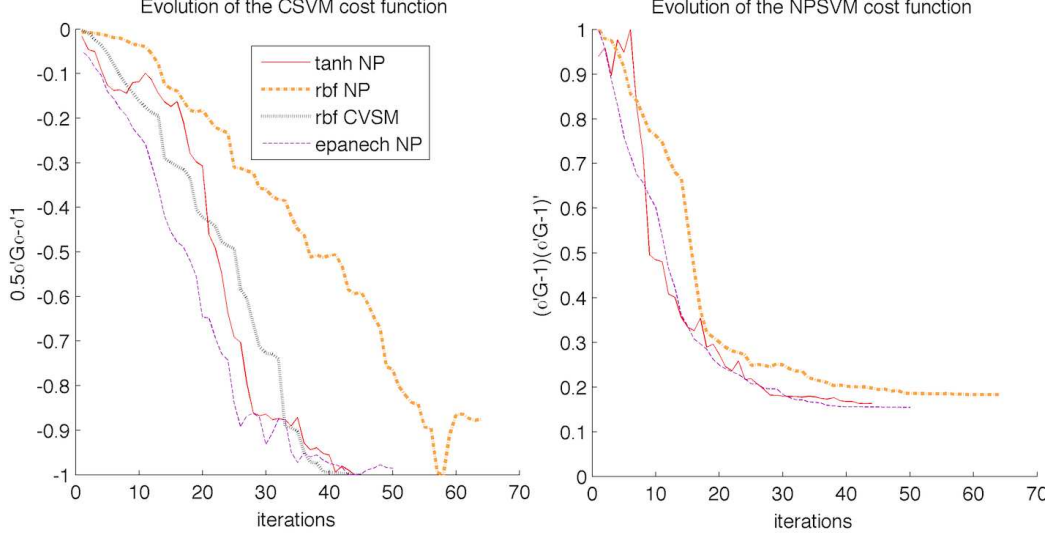 Evolution of the CSVM cost function
0
-0.1
-0.2
-0.3
-0.4
-0.5
-0.6
-0.7
-0.8
-0.9
-1
0.5α'Gα-α'1
tanh NP
rbf NP
rbf CVSM
epanech NP
0 10 20 30 40 50 60 70
iterations
Evolution of the NPSVM cost function
1
0.9
0.8
0.7
0.6
0.5
0.4
0.3
0.2
0.1
0
(α'G-1)(α'G-1)'
0 10 20 30 40 50 60 70
iterations